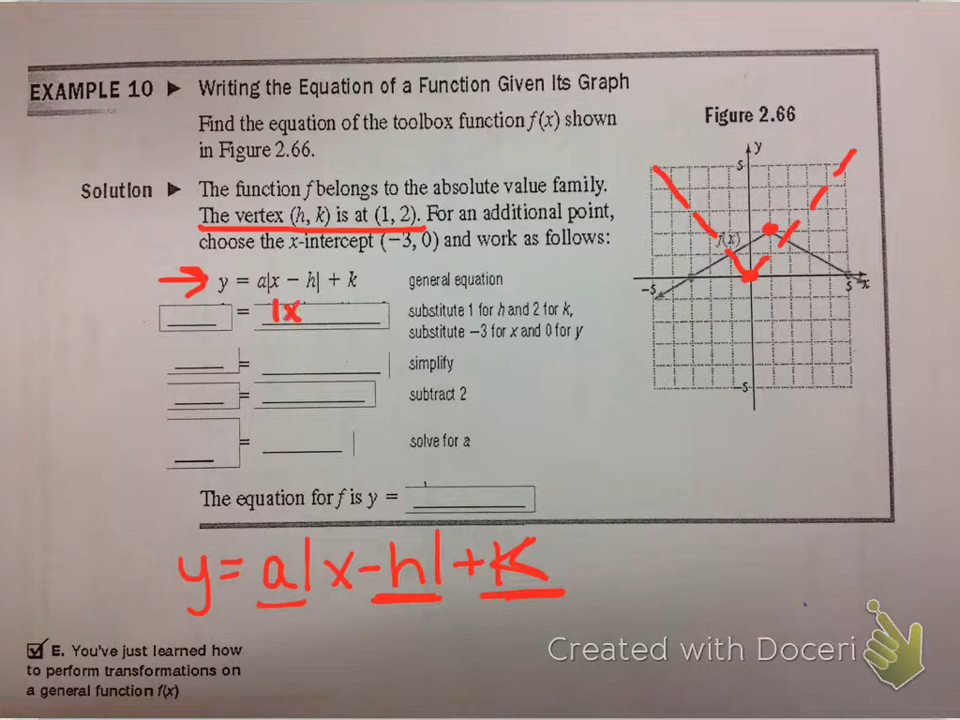 EXAMPLE 10 ▶ Writing the Equation of a Function Given Its Graph
Find the equation of the toolbox function f(x) shown
in Figure 2.66.
Figure 2.66
Solution ▶ The function f belongs to the absolute value family.
The vertex (h, k) is at (1, 2). For an additional point,
choose the x-intercept (−3, 0) and work as follows:
y = a|x − h| + k general equation
= |x substitute 1 for h and 2 for k,
substitute −3 for x and 0 for y
= simplify
= subtract 2
= solve for a
The equation for f is y =
y
5
f(x)
−5
5
x
−5
y = a|x-h|+K
E. You've just learned how
to perform transformations on
a general function f(x)
Created with Doceri